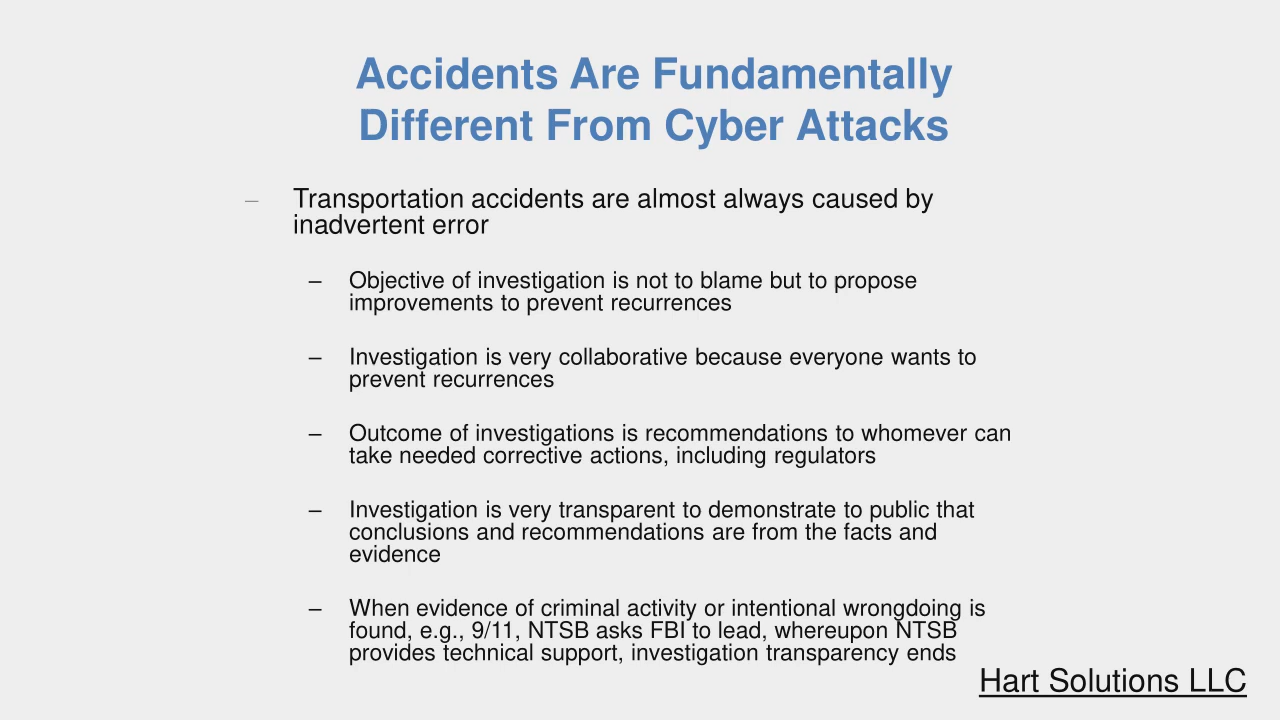 Accidents Are Fundamentally
Different From Cyber Attacks
– Transportation accidents are almost always caused by
inadvertent error
– Objective of investigation is not to blame but to propose
improvements to prevent recurrences
– Investigation is very collaborative because everyone wants to
prevent recurrences
– Outcome of investigations is recommendations to whomever can
take needed corrective actions, including regulators
– Investigation is very transparent to demonstrate to public that
conclusions and recommendations are from the facts and
evidence
– When evidence of criminal activity or intentional wrongdoing is
found, e.g., 9/11, NTSB asks FBI to lead, whereupon NTSB
provides technical support, investigation transparency ends
Hart Solutions LLC